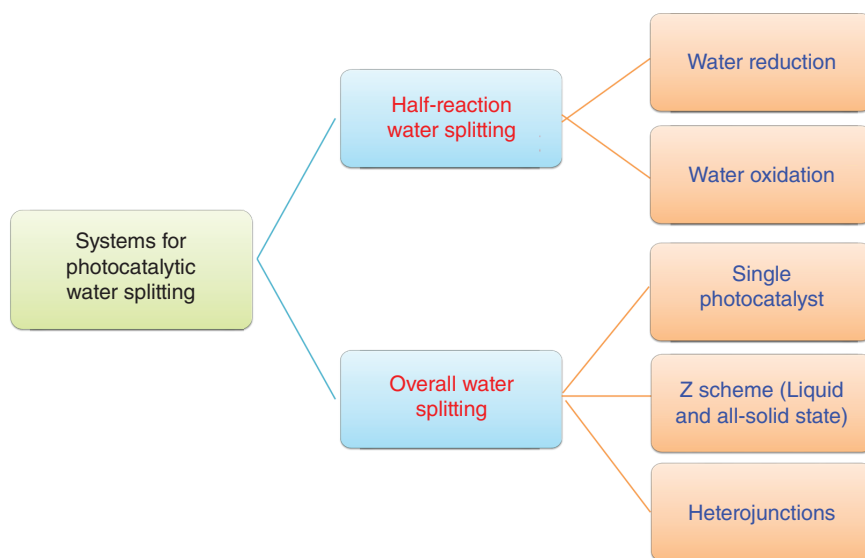 Systems for
photocatalytic
water splitting
Half-reaction
water splitting
Water reduction
Water oxidation
Overall water
splitting
Single
photocatalyst
Z scheme (Liquid
and all-solid state)
Heterojunctions